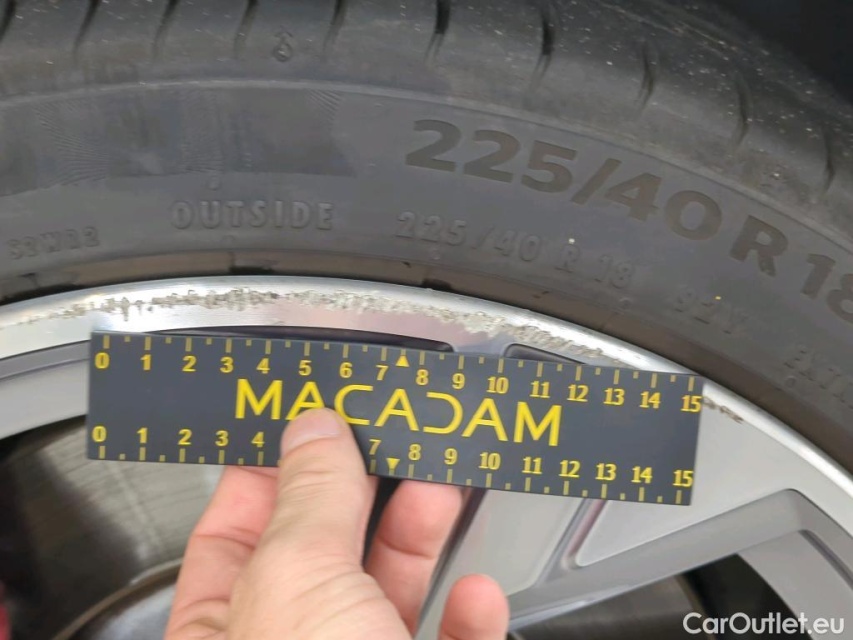 225/40 R 18
OUTSIDE
225/40 R 18
0 1 2 3 4 5 6 7 8 9 10 11 12 13 14 15
MACADAM
0 1 2 3 4 7 8 9 10 11 12 13 14 15
CarOutlet.eu